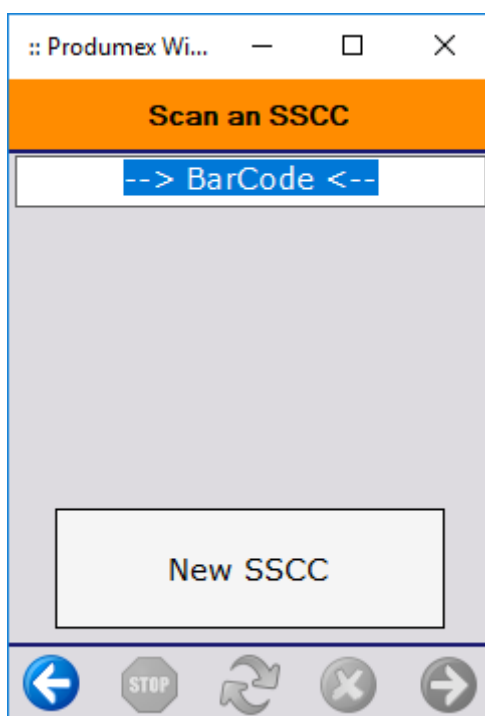 :: Produmex Wi...
Scan an SSCC
--> BarCode <--
New SSCC
STOP